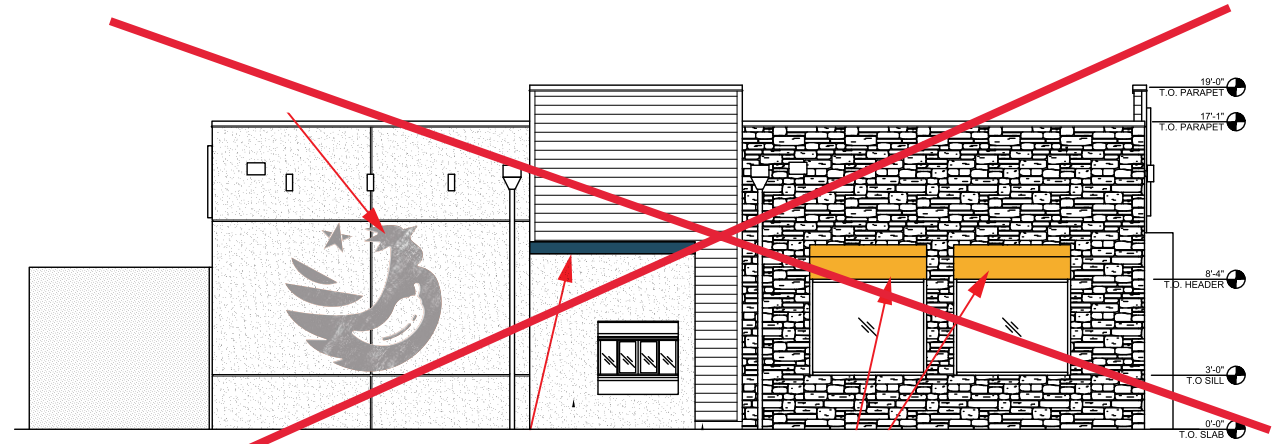 19'-0"
T.O. PARAPET
17'-1"
T.O. PARAPET
8'-4"
T.O. HEADER
3'-0"
T.O SILL
0'-0"
T.O. SLAB